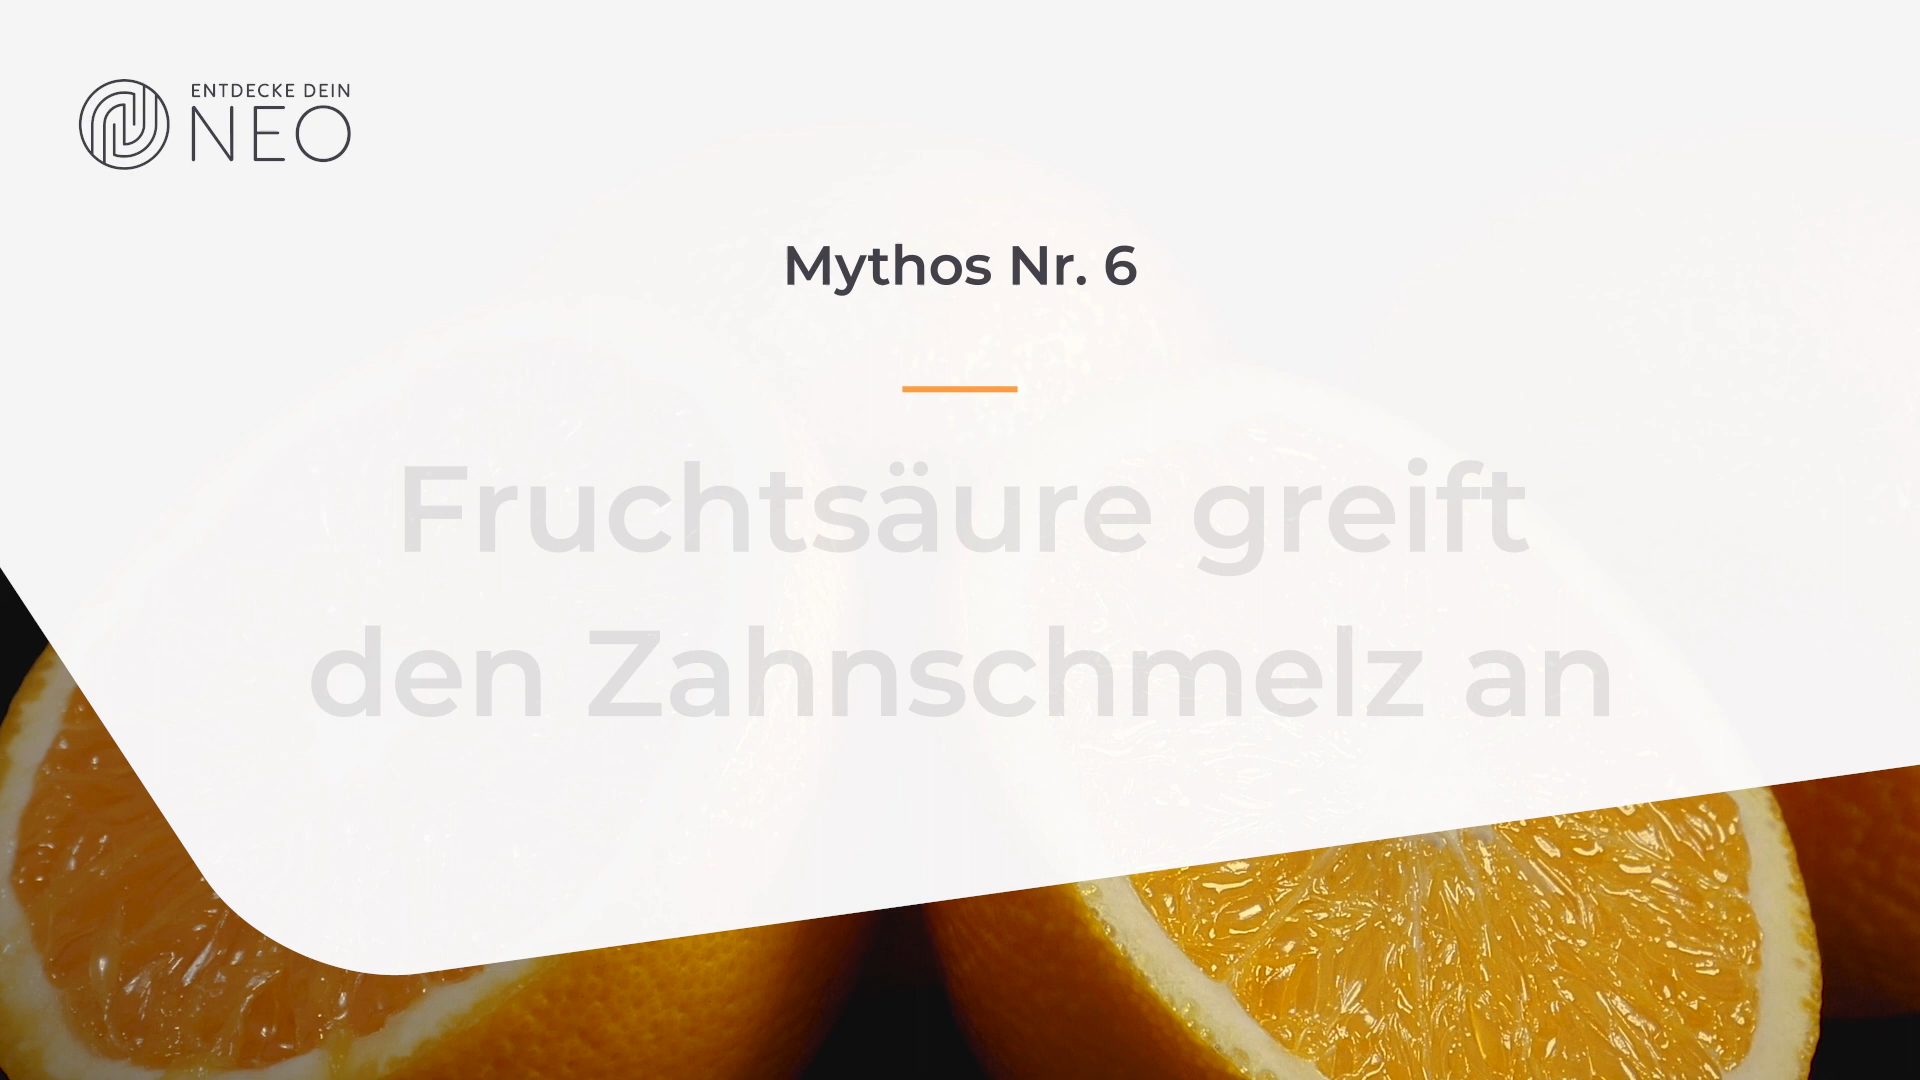 ENTDECKE DEIN
NEO
Mythos Nr. 6
Fruchtsäure greift
den Zahnschmelz an